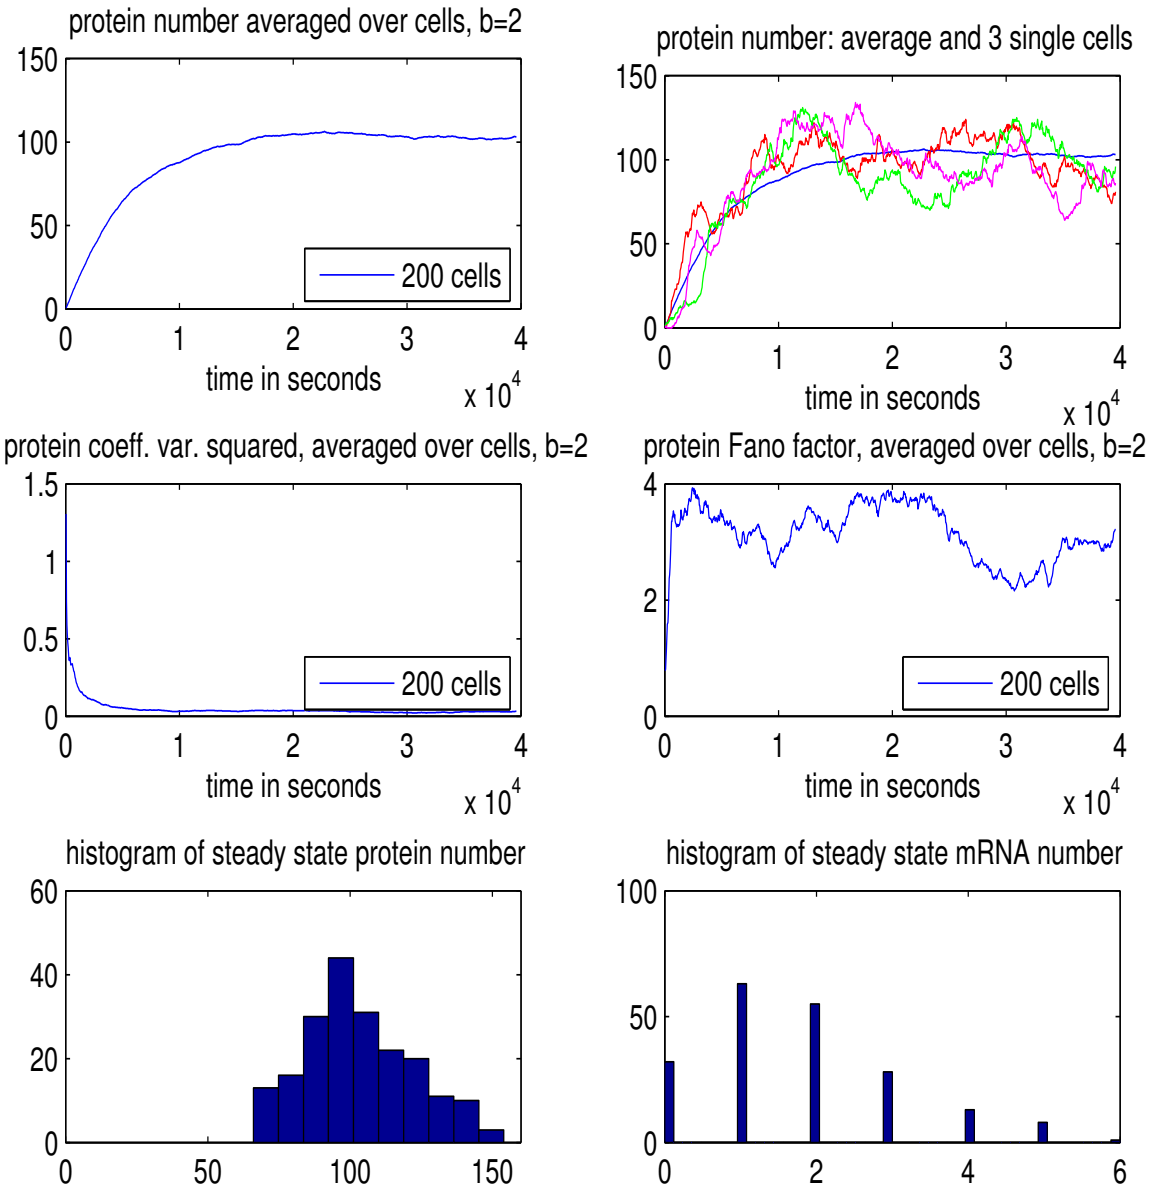 protein number averaged over cells, b=2
150
100
50
0
200 cells
0 1 2 3 4
time in seconds
x 10^4
protein number: average and 3 single cells
150
100
50
0
0 1 2 3 4
time in seconds
x 10^4
protein coeff. var. squared, averaged over cells, b=2
1.5
1
0.5
0
200 cells
0 1 2 3 4
time in seconds
x 10^4
protein Fano factor, averaged over cells, b=2
4
2
0
200 cells
0 1 2 3 4
time in seconds
x 10^4
histogram of steady state protein number
60
40
20
0
0 50 100 150
histogram of steady state mRNA number
100
50
0
0 2 4 6